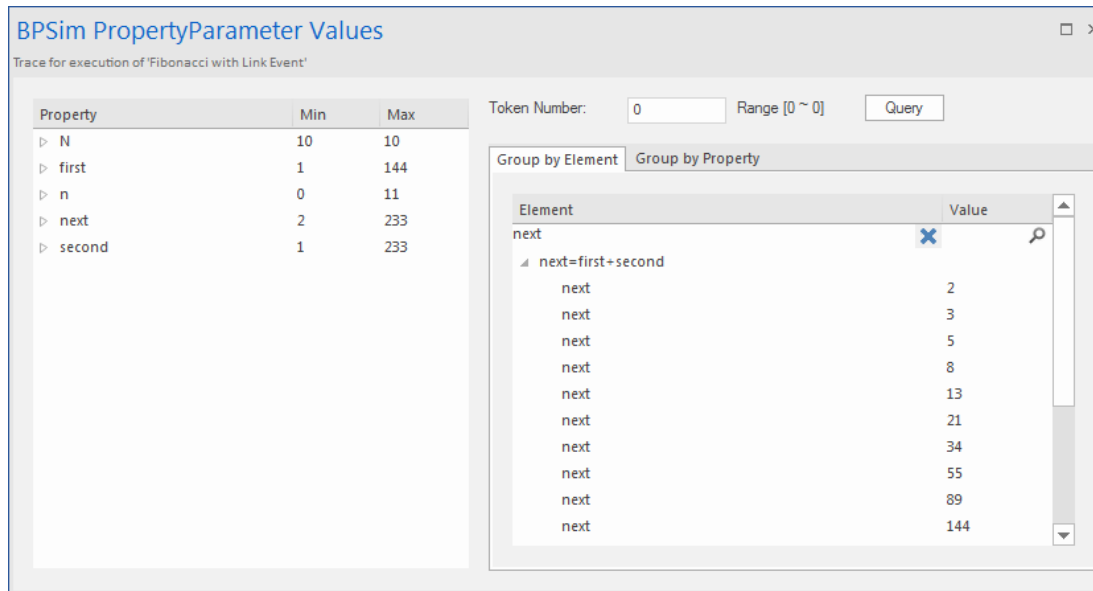 BPSim PropertyParameter Values
Trace for execution of 'Fibonacci with Link Event'
Property Min Max
N 10 10
first 1 144
n 0 11
next 2 233
second 1 233
Token Number: 0 Range [0 ~ 0] Query
Group by Element Group by Property
Element Value
next
next=first+second
next 2
next 3
next 5
next 8
next 13
next 21
next 34
next 55
next 89
next 144